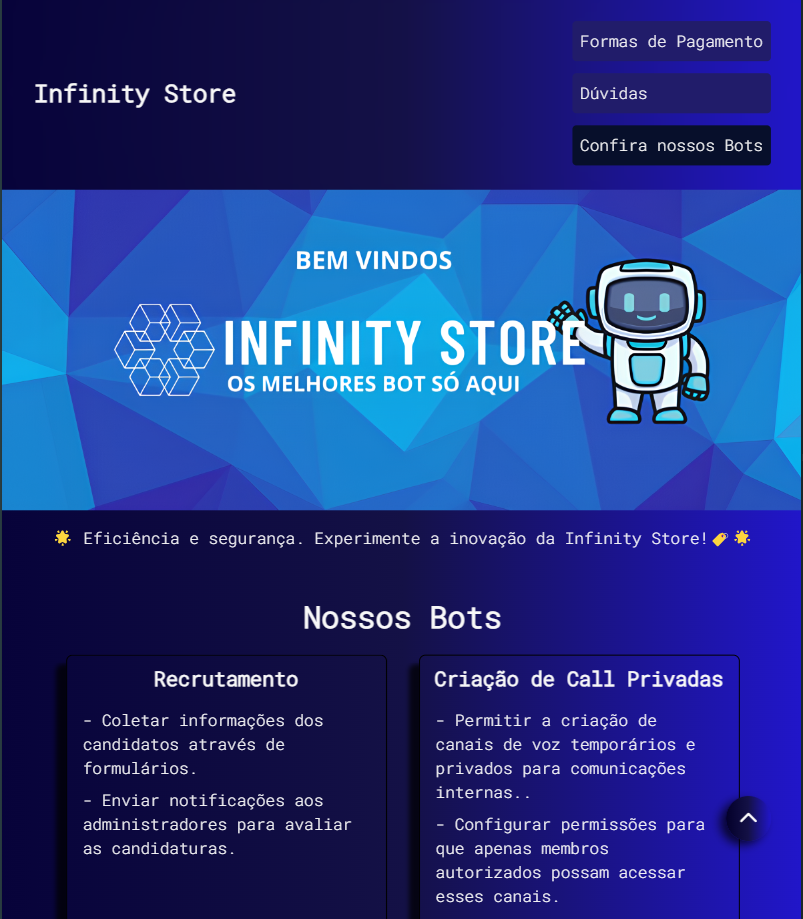 Infinity Store
Formas de Pagamento
Dúvidas
Confira nossos Bots
BEM VINDOS
INFINITY STORE
OS MELHORES BOT SÓ AQUI
🌟 Eficiência e segurança. Experimente a inovação da Infinity Store!🏷️🌟
Nossos Bots
Recrutamento
- Coletar informações dos
candidatos através de
formulários.
- Enviar notificações aos
administradores para avaliar
as candidaturas.
Criação de Call Privadas
- Permitir a criação de
canais de voz temporários e
privados para comunicações
internas..
- Configurar permissões para
que apenas membros
autorizados possam acessar
esses canais.